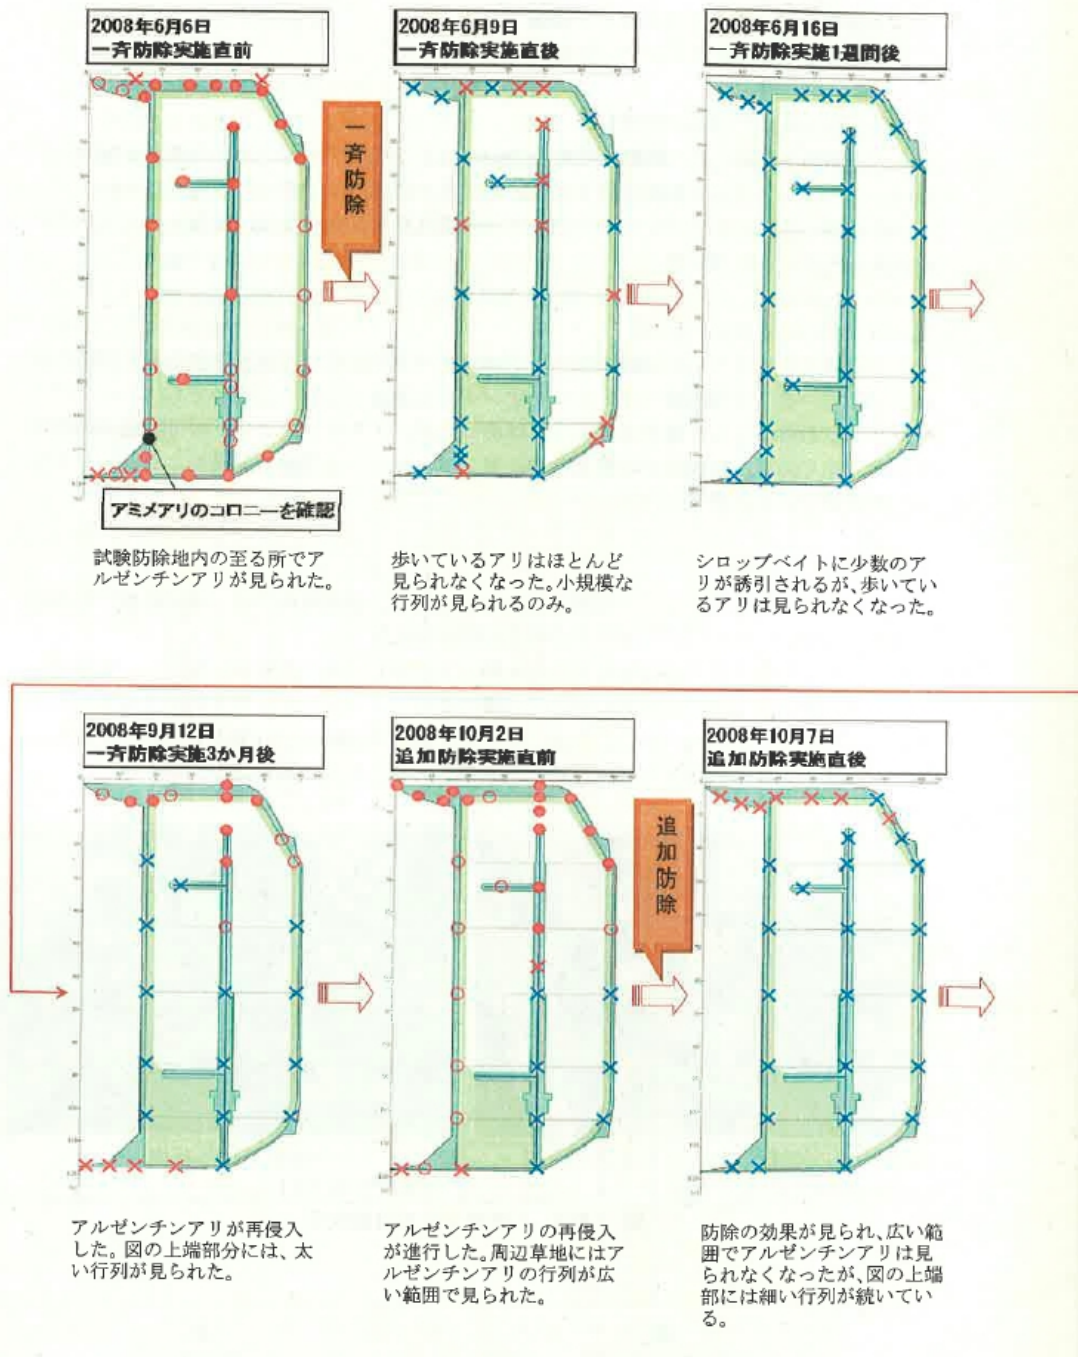 2008年6月6日
一斉防除実施直前
2008年6月9日
一斉防除実施直後
2008年6月16日
一斉防除実施1週間後
一斉防除
アミメアリのコロニーを確認
試験防除地内の至る所でア
ルゼンチンアリが見られた。
歩いているアリはほとんど
見られなくなった。小規模な
行列が見られるのみ。
シロップベイトに少数のア
リが誘引されるが、歩いてい
るアリは見られなくなった。
2008年9月12日
一斉防除実施3か月後
2008年10月2日
追加防除実施直前
2008年10月7日
追加防除実施直後
追加防除
アルゼンチンアリが再侵入
した。図の上端部分には、太
い行列が見られた。
アルゼンチンアリの再侵入
が進行した。周辺草地にはア
ルゼンチンアリの行列が広
い範囲で見られた。
防除の効果が見られ、広い範
囲でアルゼンチンアリは見
られなくなったが、図の上端
部には細い行列が続いてい
る。